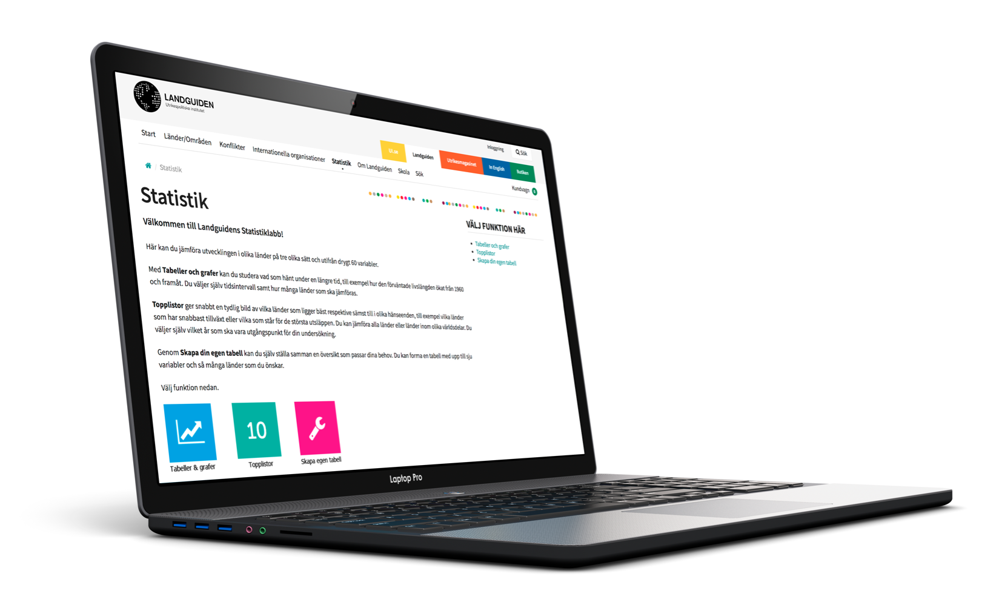 LANDGUIDEN
Utrikespolitiska institutet
Inloggning
Sök
UI.se
Landguiden
Utrikesmagasinet
In English
Butiken
Start
Länder/Områden
Konflikter
Internationella organisationer
Statistik
Om Landguiden
Skola
Sök
Kundvagn
/ Statistik
Statistik
Välkommen till Landguidens Statistiklabb!
Här kan du jämföra utvecklingen i olika länder på tre olika sätt och utifrån drygt 60 variabler.
Med Tabeller och grafer kan du studera vad som hänt under en längre tid, till exempel hur den förväntade livslängden ökat från 1960
och framåt. Du väljer själv tidsintervall samt hur många länder som ska jämföras.
Topplistor ger snabbt en tydlig bild av vilka länder som ligger bäst respektive sämst till i olika hänseenden, till exempel vilka länder
som har snabbast tillväxt eller vilka som står för de största utsläppen. Du kan jämföra alla länder eller länder inom olika världsdelar. Du
väljer själv vilket år som ska vara utgångspunkt för din undersökning.
Genom Skapa din egen tabell kan du själv ställa samman en översikt som passar dina behov. Du kan forma en tabell med upp till sju
variabler och så många länder som du önskar.
Välj funktion nedan.
VÄLJ FUNKTION HÄR
• Tabeller och grafer
• Topplistor
• Skapa din egen tabell
10
Tabeller & grafer
Topplistor
Skapa egen tabell
Laptop Pro